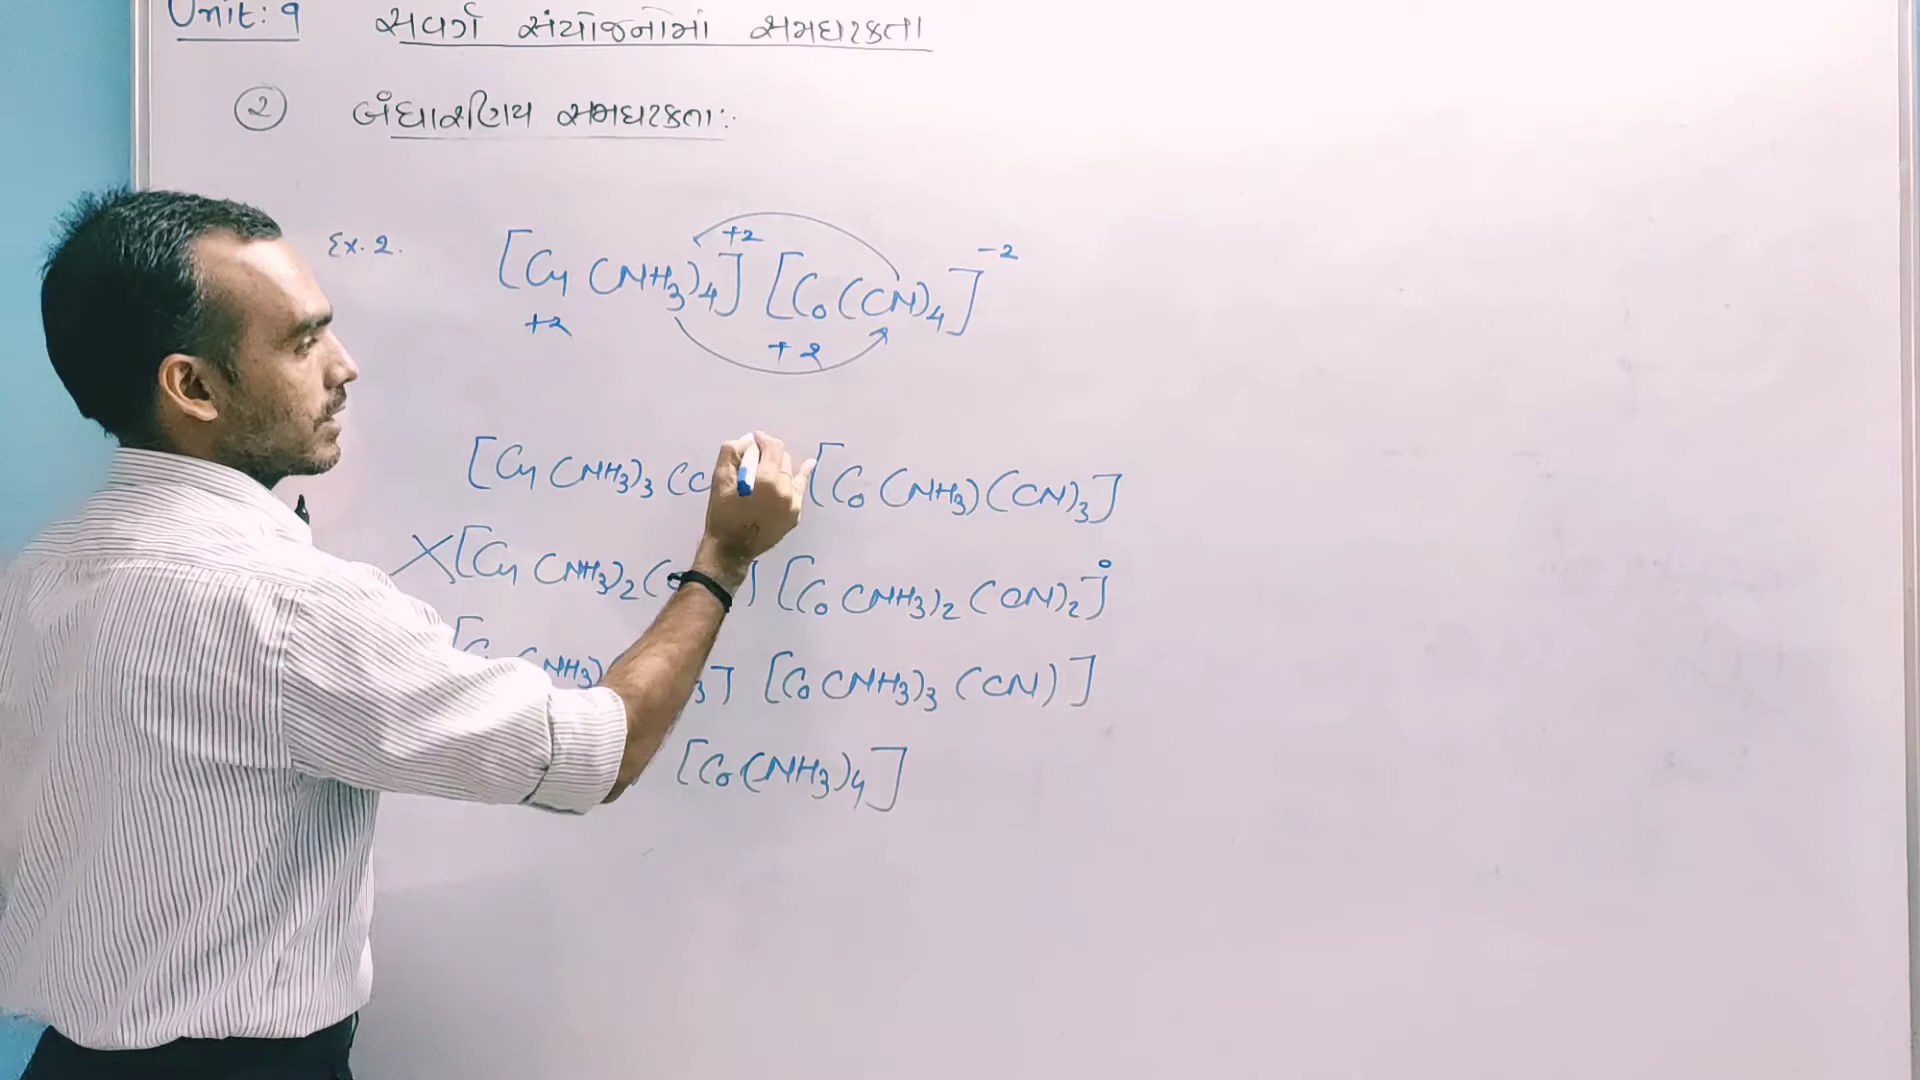 Unit: 9 સવર્ગ સંયોજનોમાં સમઘટકતા
② બંધારણિય સમઘટકતા:
Ex. 2. [Cu (NH3)4]+2 [Co(CN)4]-2
+2 +2
[Cu (NH3)3 (C [Co (NH3) (CN)3]
X [Cu (NH3)2 ( ] [Co (NH3)2 (CN)2]°
[C NH3) 3] [Co (NH3)3 (CN)]
[Co (NH3)4]